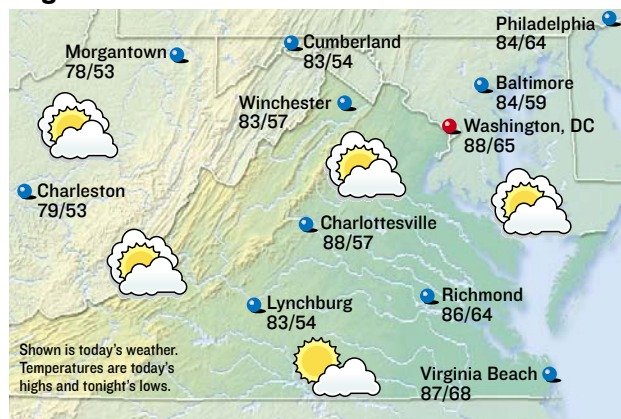 Philadelphia
84/64
Morgantown
78/53
Cumberland
83/54
Baltimore
84/59
Winchester
83/57
Washington, DC
88/65
Charleston
79/53
Charlottesville
88/57
Lynchburg
83/54
Richmond
86/64
Shown is today's weather.
Temperatures are today's
highs and tonight's lows.
Virginia Beach
87/68